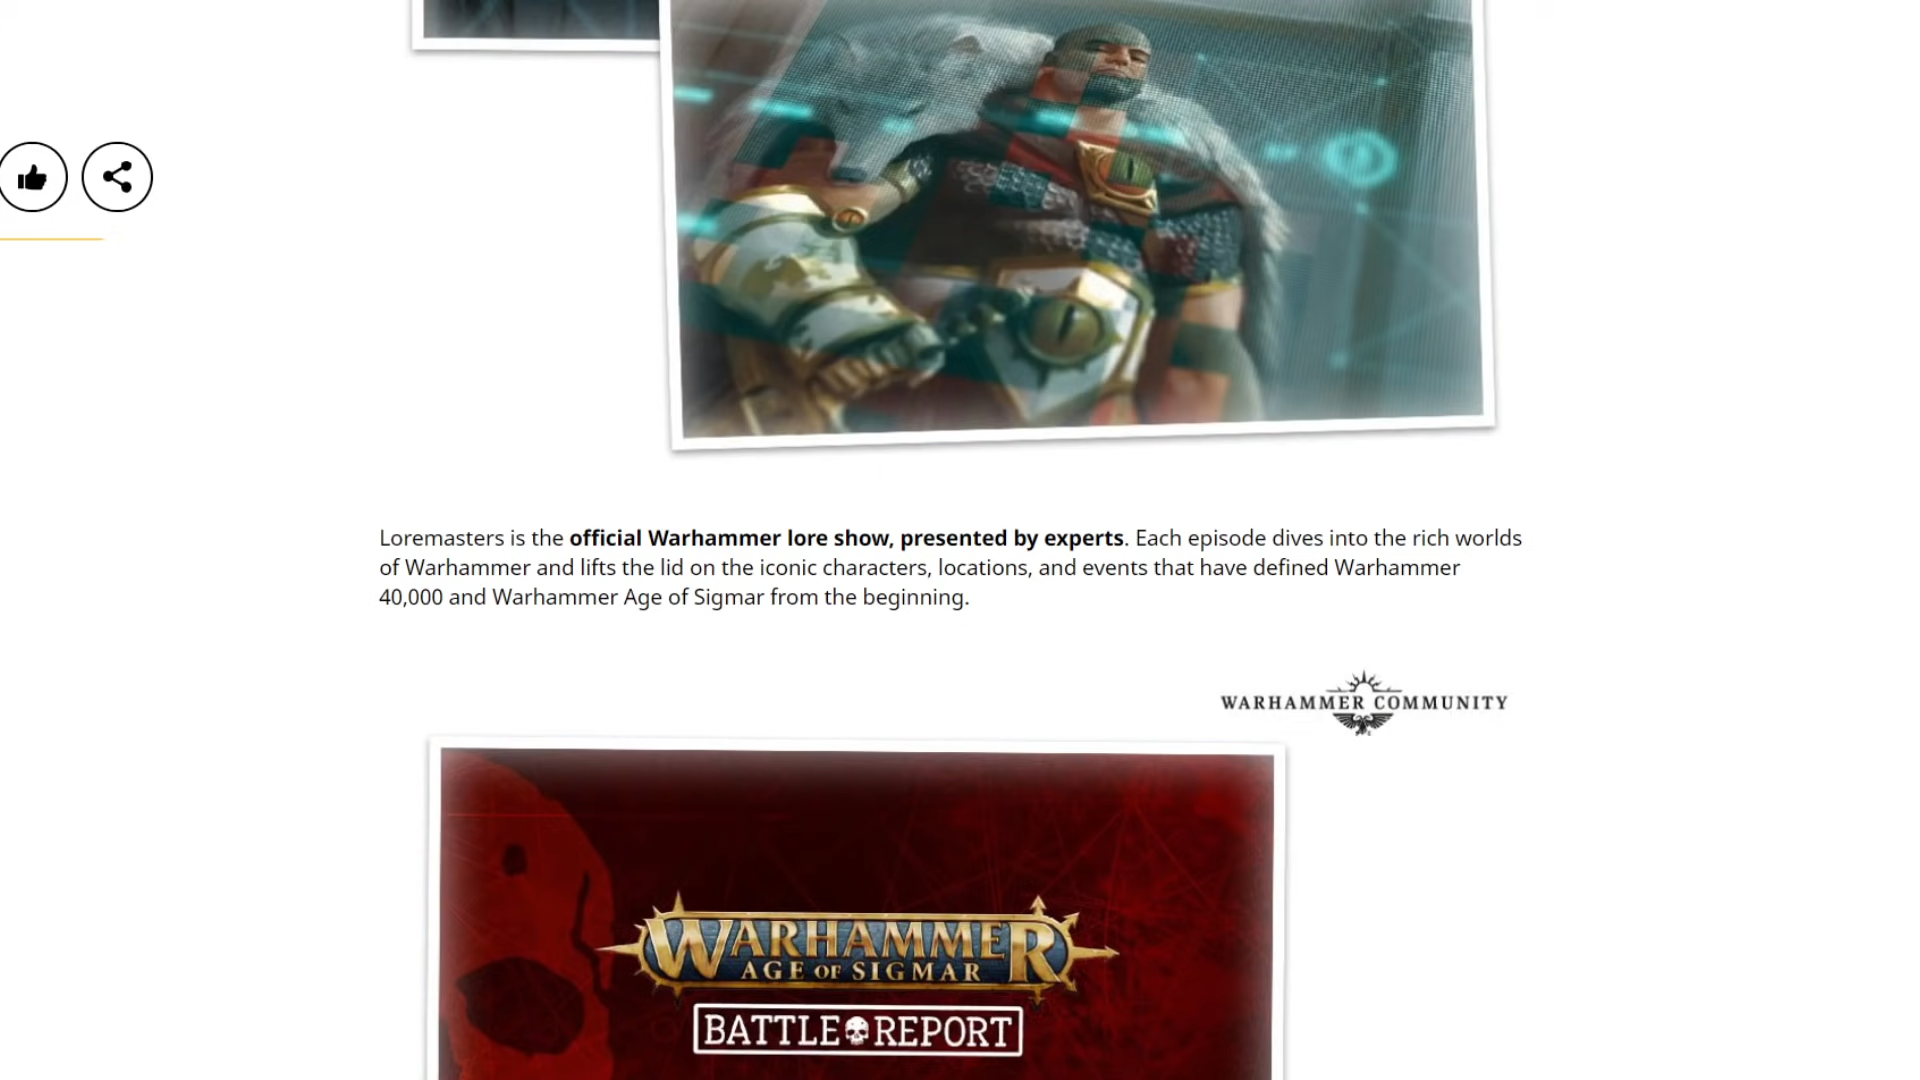 Loremasters is the official Warhammer lore show, presented by experts. Each episode dives into the rich worlds
of Warhammer and lifts the lid on the iconic characters, locations, and events that have defined Warhammer
40,000 and Warhammer Age of Sigmar from the beginning.
WARHAMMER COMMUNITY
WARHAMMER
AGE OF SIGMAR
BATTLE REPORT